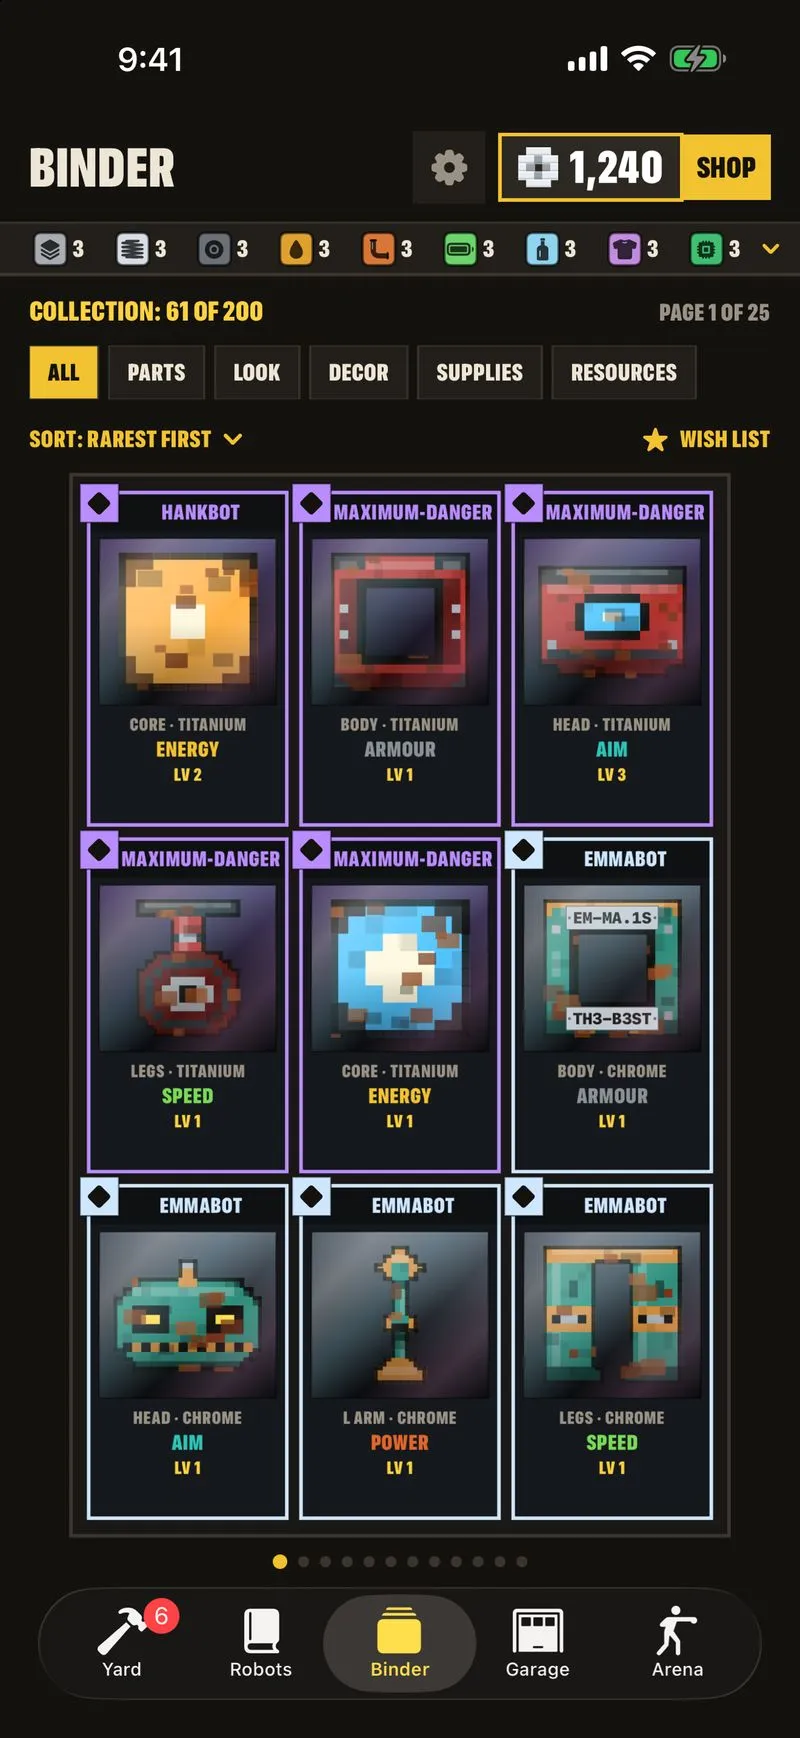 9:41
BINDER
1,240
SHOP
3 3 3 3 3 3 3 3 3
COLLECTION: 61 OF 200
PAGE 1 OF 25
ALL PARTS LOOK DECOR SUPPLIES RESOURCES
SORT: RAREST FIRST
WISH LIST
HANKBOT
CORE · TITANIUM
ENERGY
LV 2
MAXIMUM-DANGER
BODY · TITANIUM
ARMOUR
LV 1
MAXIMUM-DANGER
HEAD · TITANIUM
AIM
LV 3
MAXIMUM-DANGER
LEGS · TITANIUM
SPEED
LV 1
MAXIMUM-DANGER
CORE · TITANIUM
ENERGY
LV 1
EMMABOT
·EM-MA.1S·
·TH3-B3ST·
BODY · CHROME
ARMOUR
LV 1
EMMABOT
HEAD · CHROME
AIM
LV 1
EMMABOT
L ARM · CHROME
POWER
LV 1
EMMABOT
LEGS · CHROME
SPEED
LV 1
6
Yard
Robots
Binder
Garage
Arena